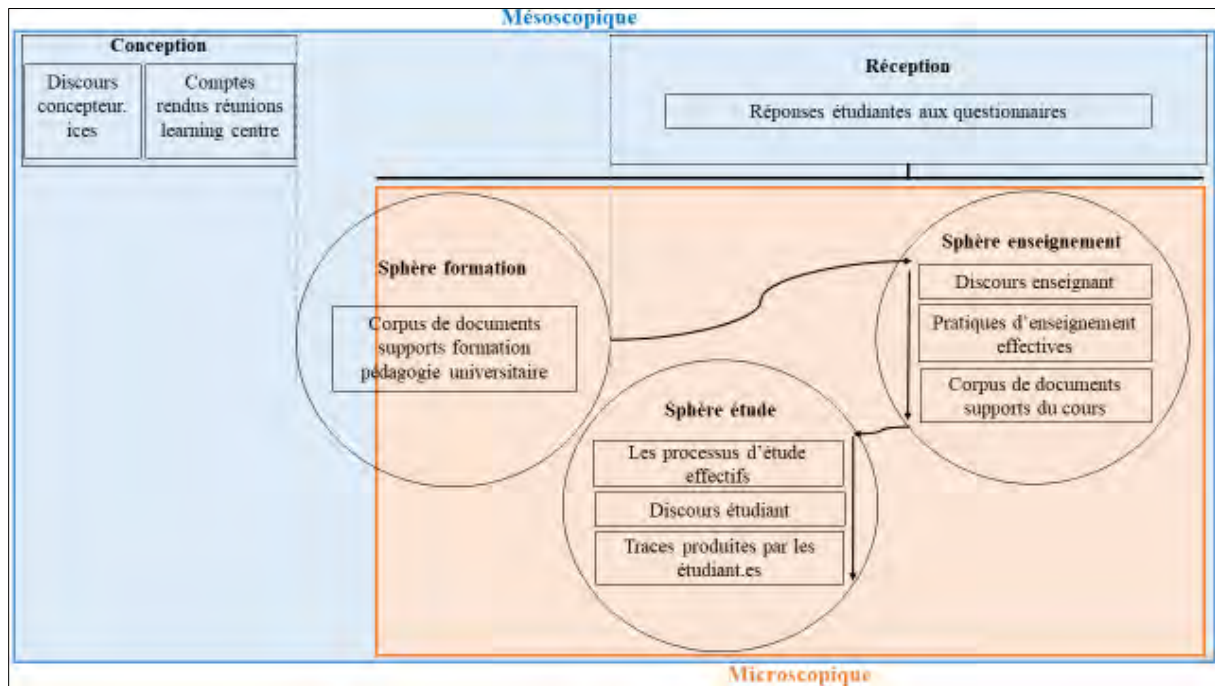 Mésoscopique
Conception
Discours
concepteur.
ices
Comptes
rendus réunions
learning centre
Réception
Réponses étudiantes aux questionnaires
Sphère formation
Corpus de documents
supports formation
pédagogie universitaire
Sphère enseignement
Discours enseignant
Pratiques d’enseignement
effectives
Corpus de documents
supports du cours
Sphère étude
Les processus d’étude
effectifs
Discours étudiant
Traces produites par les
étudiant.es
Microscopique